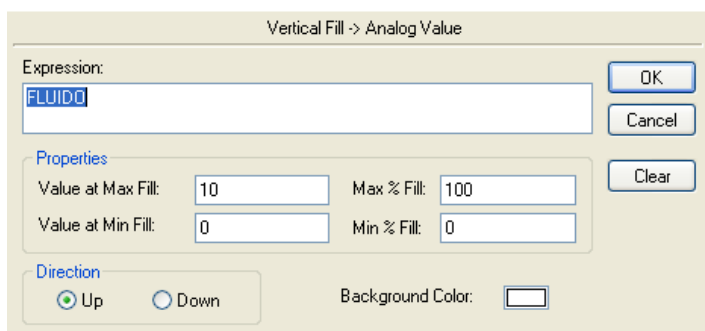 Vertical Fill -> Analog Value
Expression:
OK
FLUIDO
Cancel
Properties
Clear
Value at Max Fill: 10 Max % Fill: 100
Value at Min Fill: 0 Min % Fill: 0
Direction
Up Down Background Color: